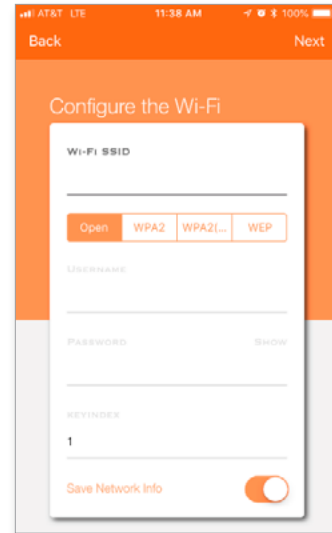 AT&T LTE 11:38 AM 100%
Back Next
Configure the Wi-Fi
WI-FI SSID
Open WPA2 WPA2(... WEP
USERNAME
PASSWORD SHOW
KEYINDEX
1
Save Network Info